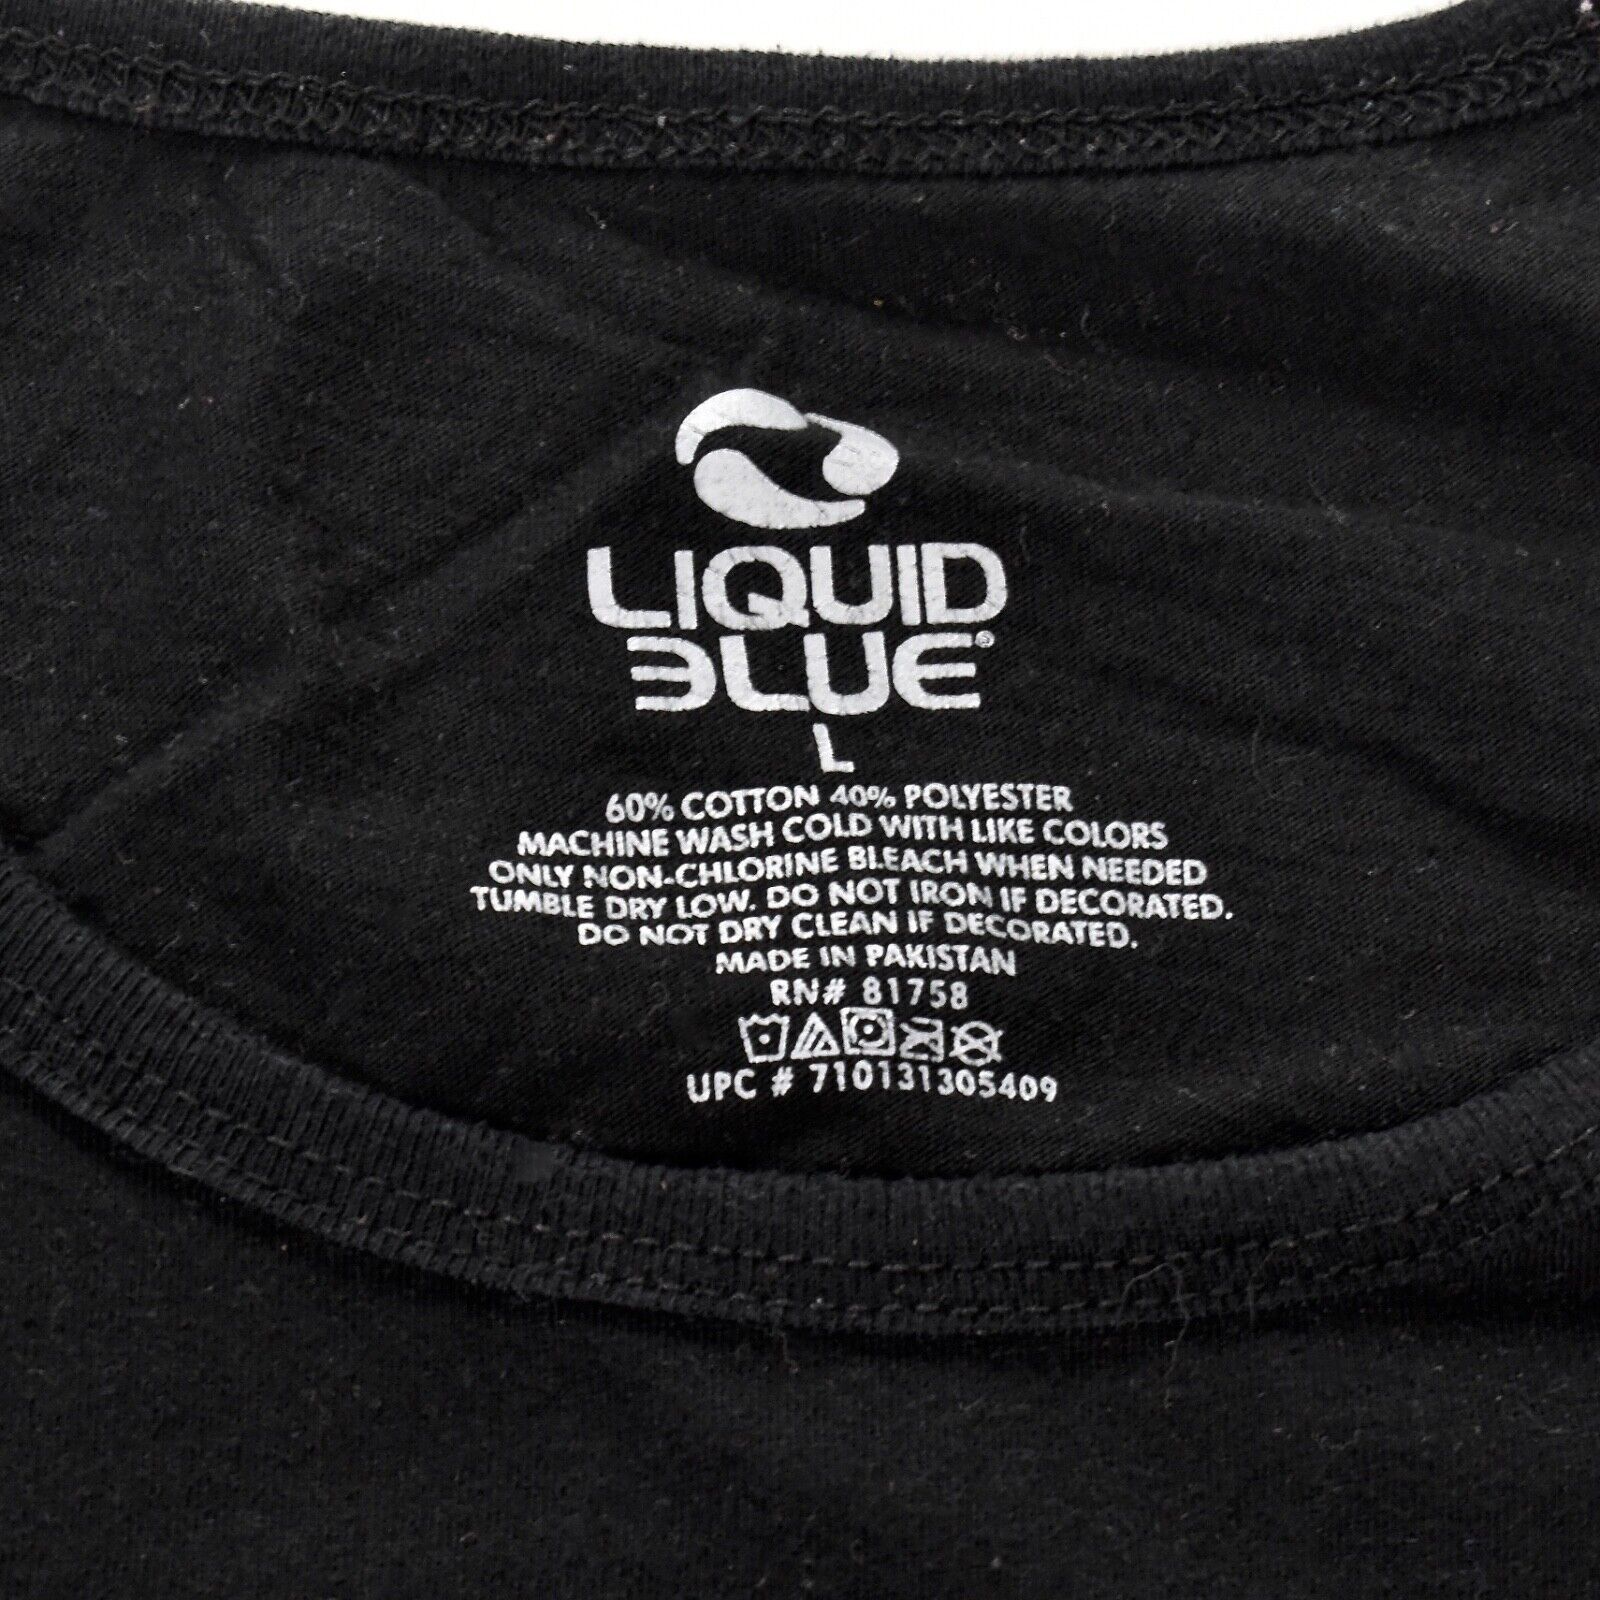 LIQUID
BLUE®
L
60% COTTON 40% POLYESTER
MACHINE WASH COLD WITH LIKE COLORS
ONLY NON-CHLORINE BLEACH WHEN NEEDED
TUMBLE DRY LOW. DO NOT IRON IF DECORATED.
DO NOT DRY CLEAN IF DECORATED.
MADE IN PAKISTAN
RN# 81758
UPC # 710131305409